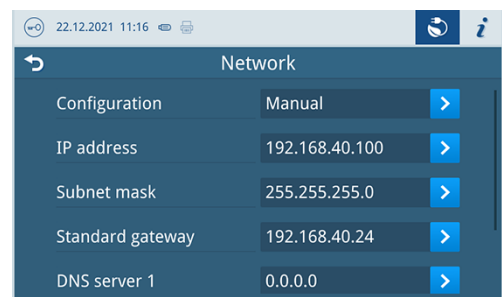 22.12.2021 11:16
i
Network
Configuration Manual
IP address 192.168.40.100
Subnet mask 255.255.255.0
Standard gateway 192.168.40.24
DNS server 1 0.0.0.0